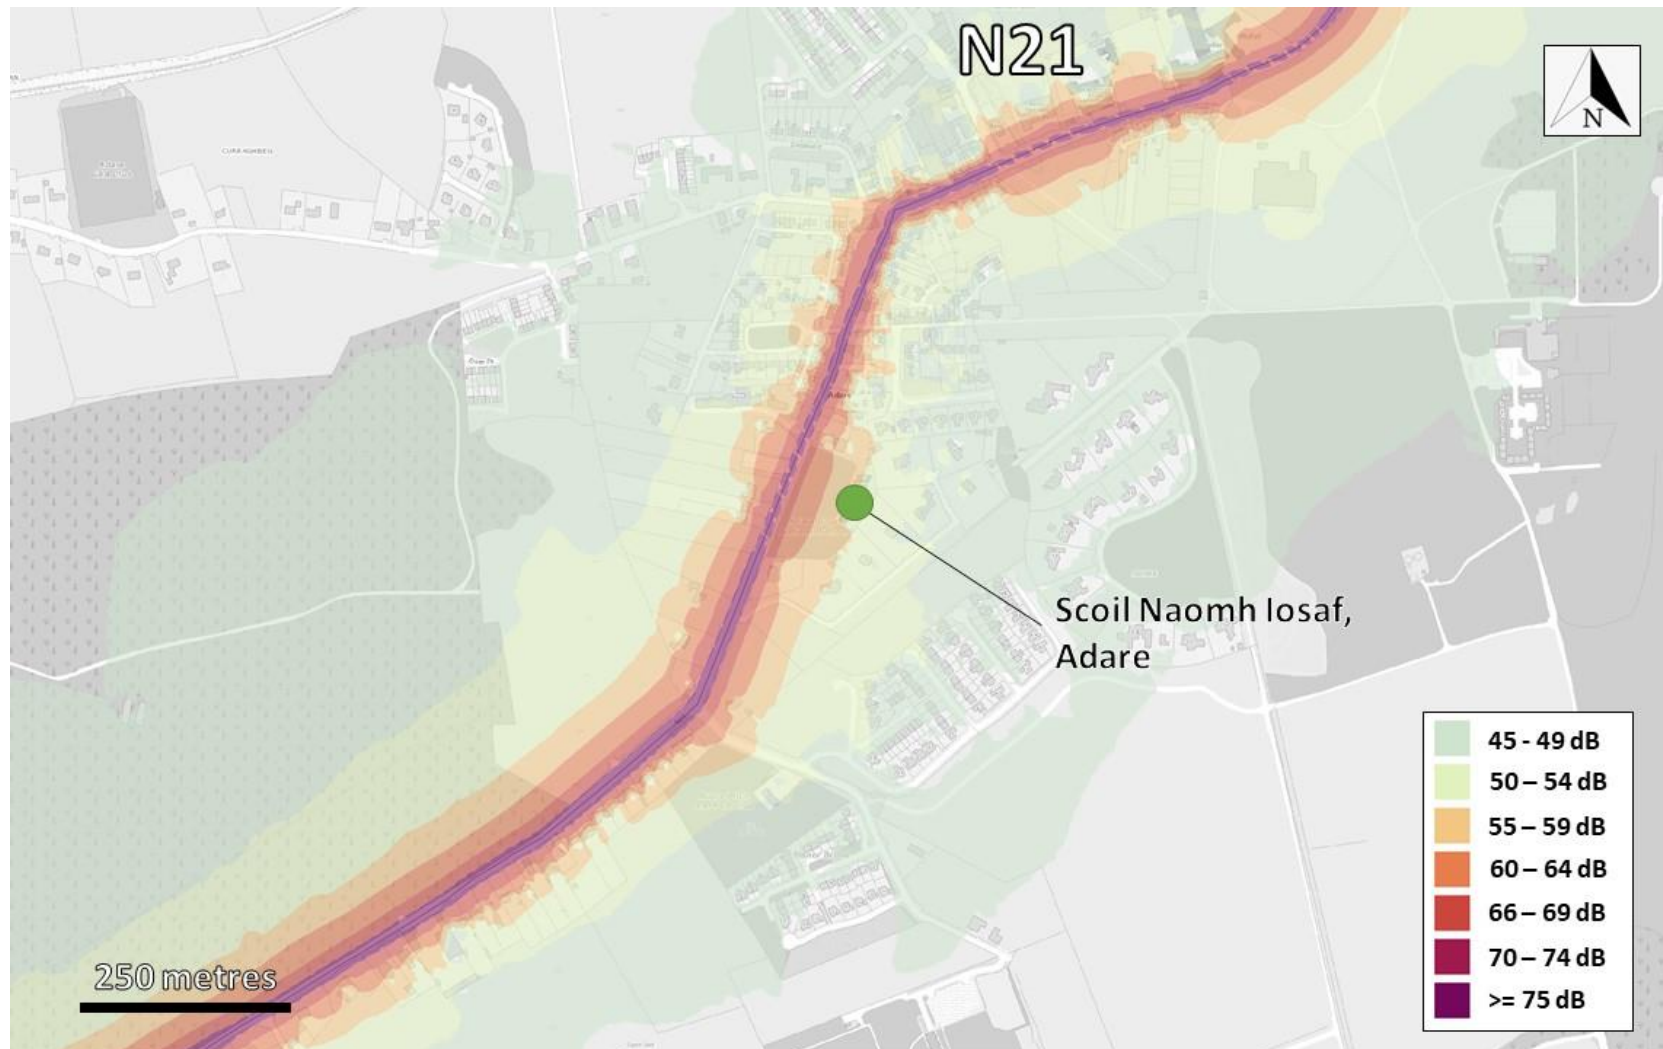 N21
N
Adare
Scoil Naomh Iosaf,
Adare
45 - 49 dB
50 – 54 dB
55 – 59 dB
60 – 64 dB
66 – 69 dB
70 – 74 dB
>= 75 dB
250 metres